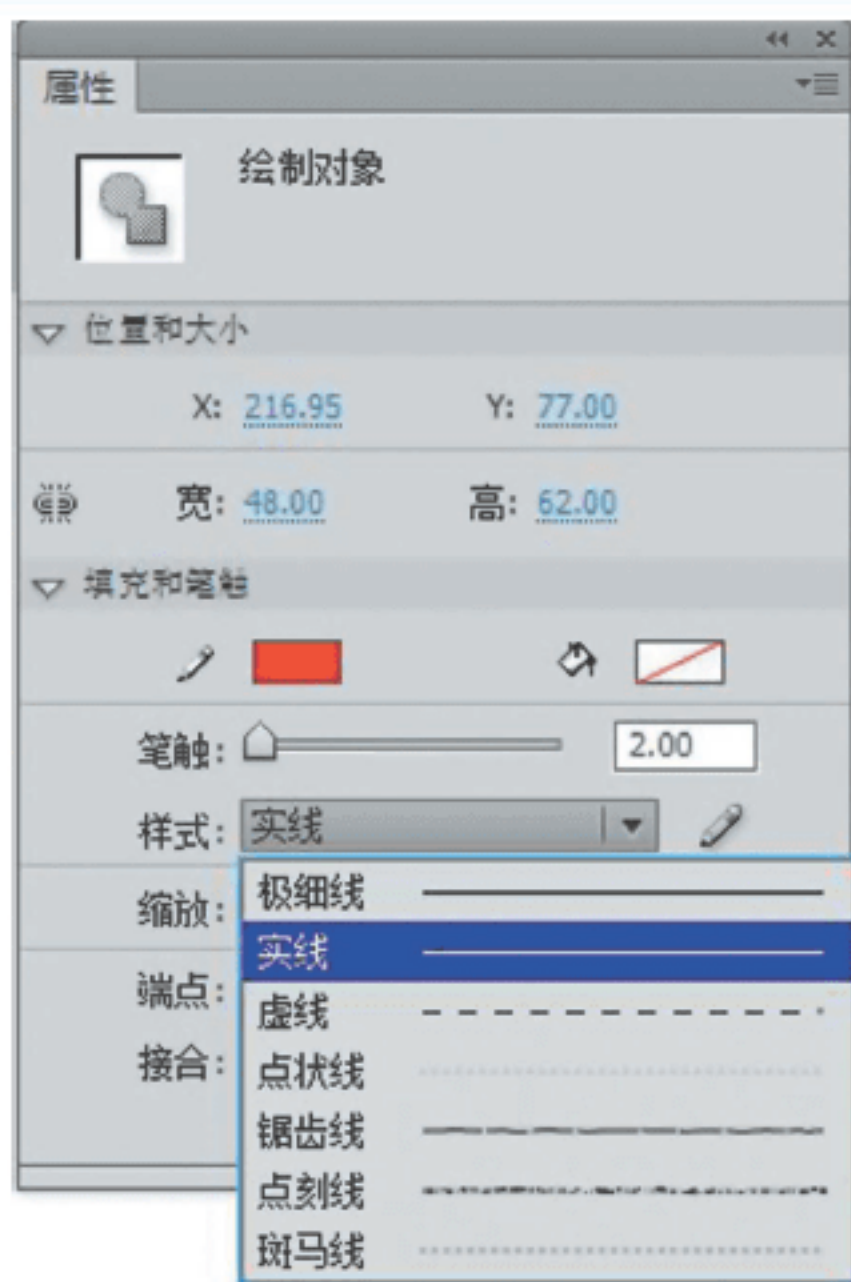 属性
绘制对象
位置和大小
X: 216.95 Y: 77.00
宽: 48.00 高: 62.00
填充和笔触
笔触: 2.00
样式: 实线
缩放:
极细线
实线
端点:
虚线
接合:
点状线
锯齿线
点刻线
斑马线